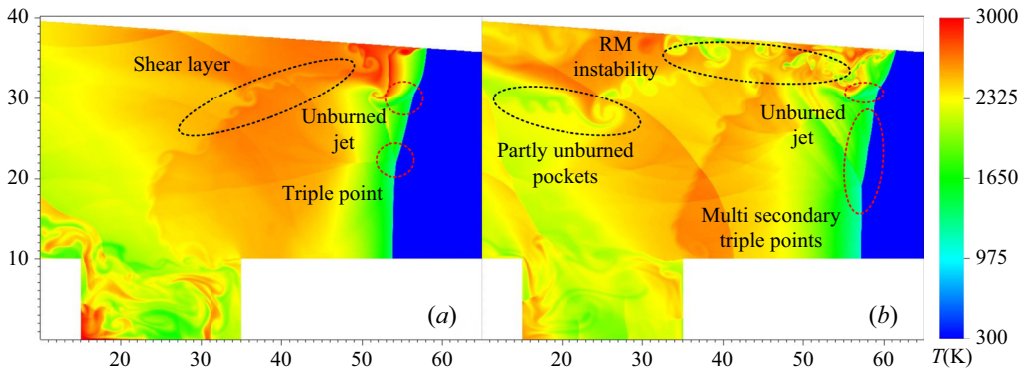 40
30
20
10
20
30
40
50
60
Shear layer
Unburned
jet
Triple point
(a)
20
30
40
50
60
RM
instability
Unburned
jet
Partly unburned
pockets
Multi secondary
triple points
(b)
3000
2325
1650
975
300
T(K)